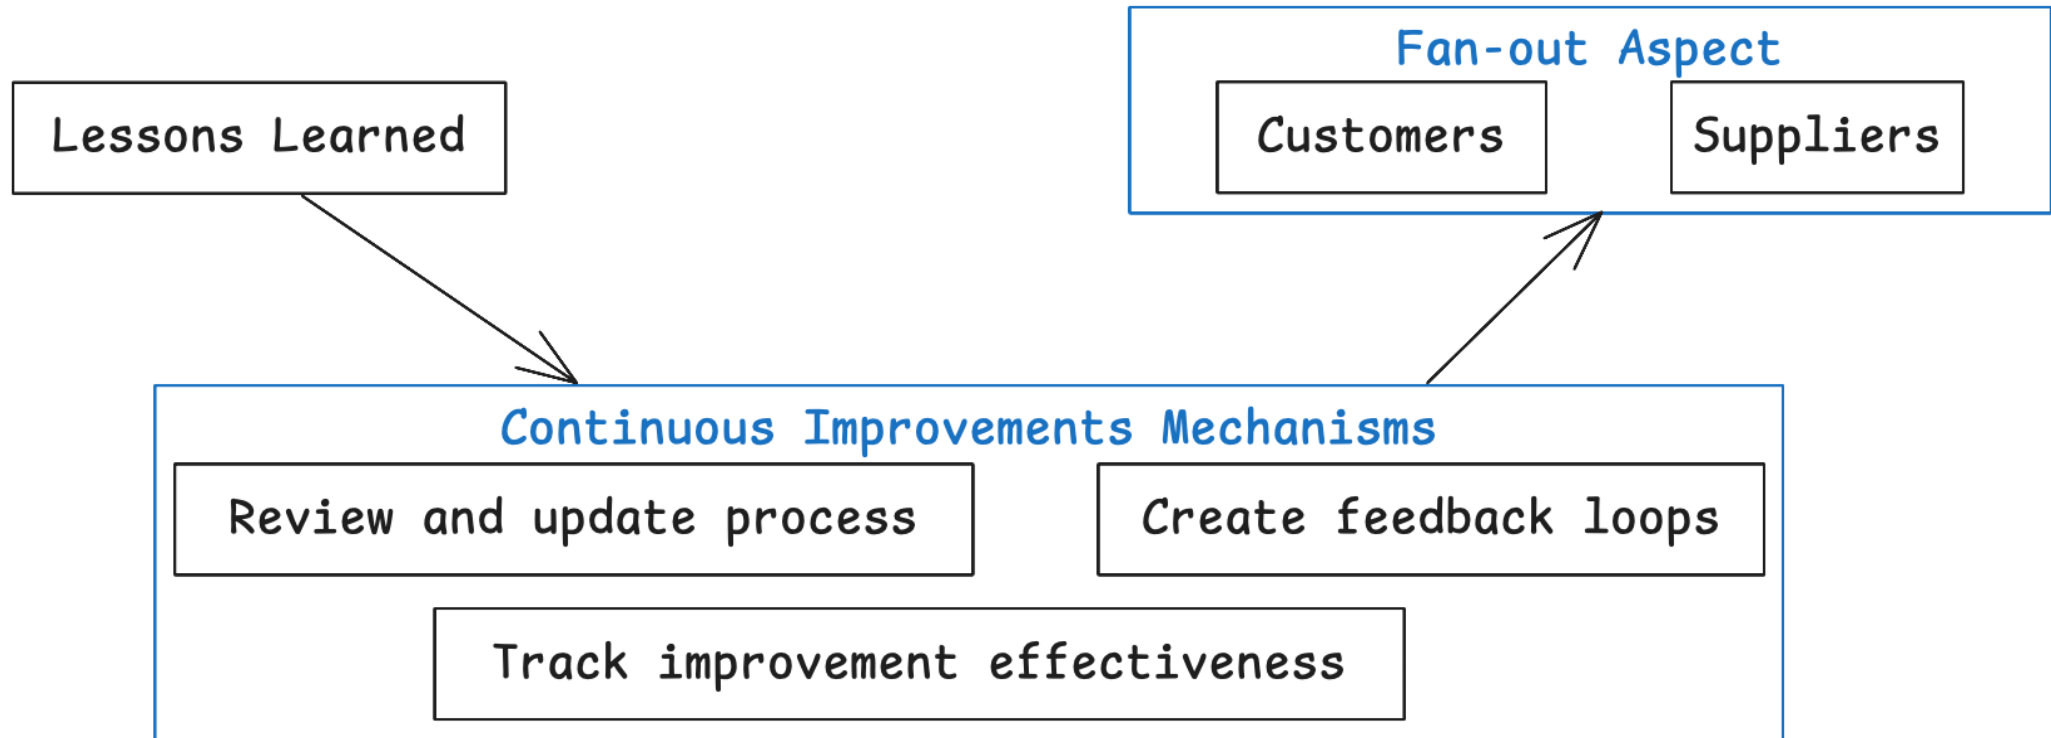 Fan-out Aspect
Lessons Learned
Customers
Suppliers
Continuous Improvements Mechanisms
Review and update process
Create feedback loops
Track improvement effectiveness